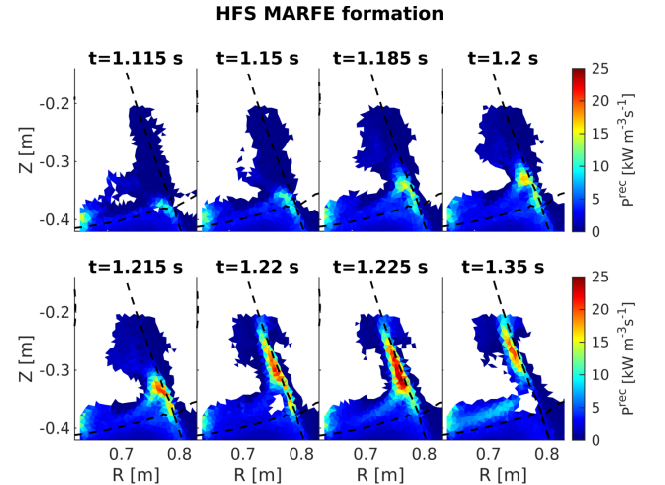 HFS MARFE formation
t=1.115 s
t=1.15 s
t=1.185 s
t=1.2 s
-0.2
-0.3
-0.4
Z [m]
25
20
15
10
5
0
P^rec [kW m^-3 s^-1]
t=1.215 s
t=1.22 s
t=1.225 s
t=1.35 s
-0.2
-0.3
-0.4
Z [m]
25
20
15
10
5
0
P^rec [kW m^-3 s^-1]
0.7 0.8
0.7 0.8
0.7 0.8
0.7 0.8
R [m]
R [m]
R [m]
R [m]